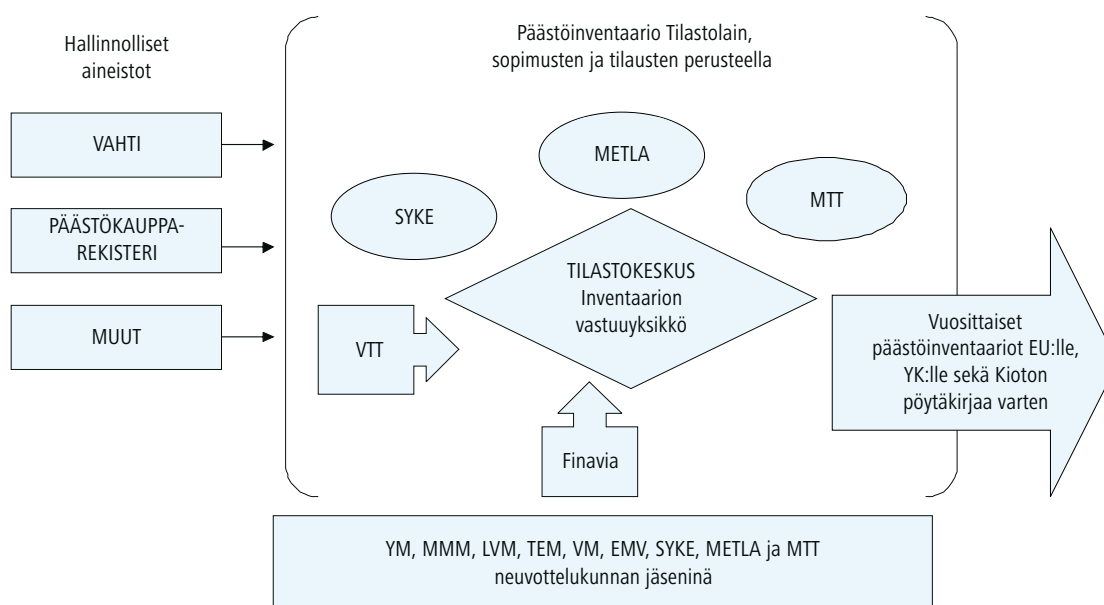 Hallinnolliset
aineistot
VAHTI
PÄÄSTÖKAUPPA-
REKISTERI
MUUT
Päästöinventaario Tilastolain,
sopimusten ja tilausten perusteella
METLA
SYKE
MTT
TILASTOKESKUS
Inventaarion
vastuuyksikkö
VTT
Finavia
Vuosittaiset
päästöinventaariot EU:lle,
YK:lle sekä Kioton
pöytäkirjaa varten
YM, MMM, LVM, TEM, VM, EMV, SYKE, METLA ja MTT
neuvottelukunnan jäseninä